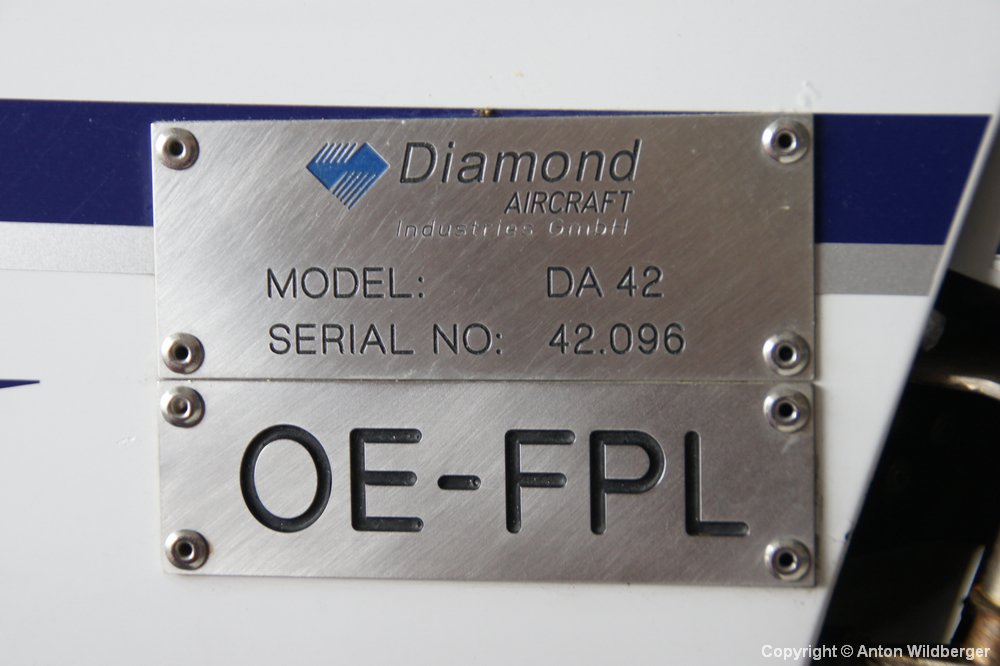 Diamond
AIRCRAFT
Industries GmbH
MODEL: DA 42
SERIAL NO: 42.096
OE-FPL
Copyright © Anton Wildberger